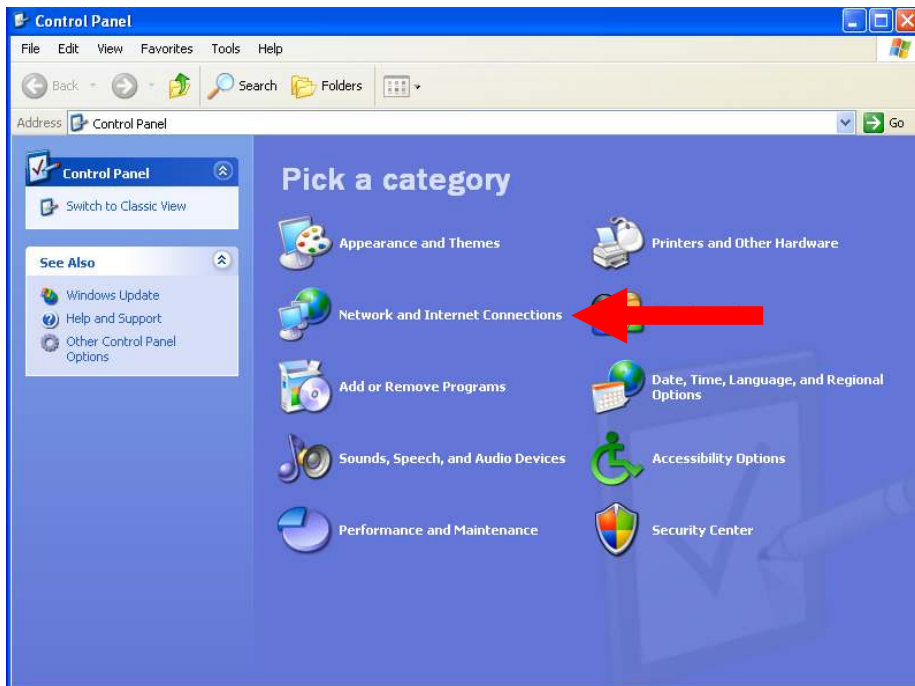 Control Panel
File Edit View Favorites Tools Help
Back Search Folders
Address Control Panel Go
Control Panel
Switch to Classic View
See Also
Windows Update
Help and Support
Other Control Panel
Options
Pick a category
Appearance and Themes
Printers and Other Hardware
Network and Internet Connections
Add or Remove Programs
Date, Time, Language, and Regional
Options
Sounds, Speech, and Audio Devices
Accessibility Options
Performance and Maintenance
Security Center